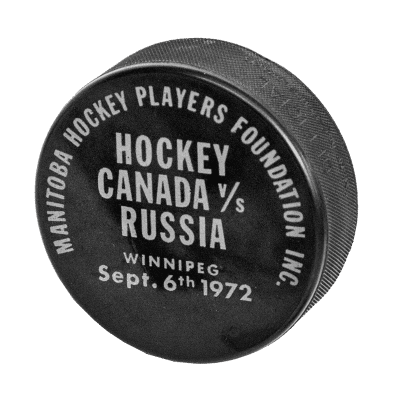 MANITOBA HOCKEY PLAYERS FOUNDATION INC.
HOCKEY
CANADA v/s
RUSSIA
WINNIPEG
Sept. 6th 1972